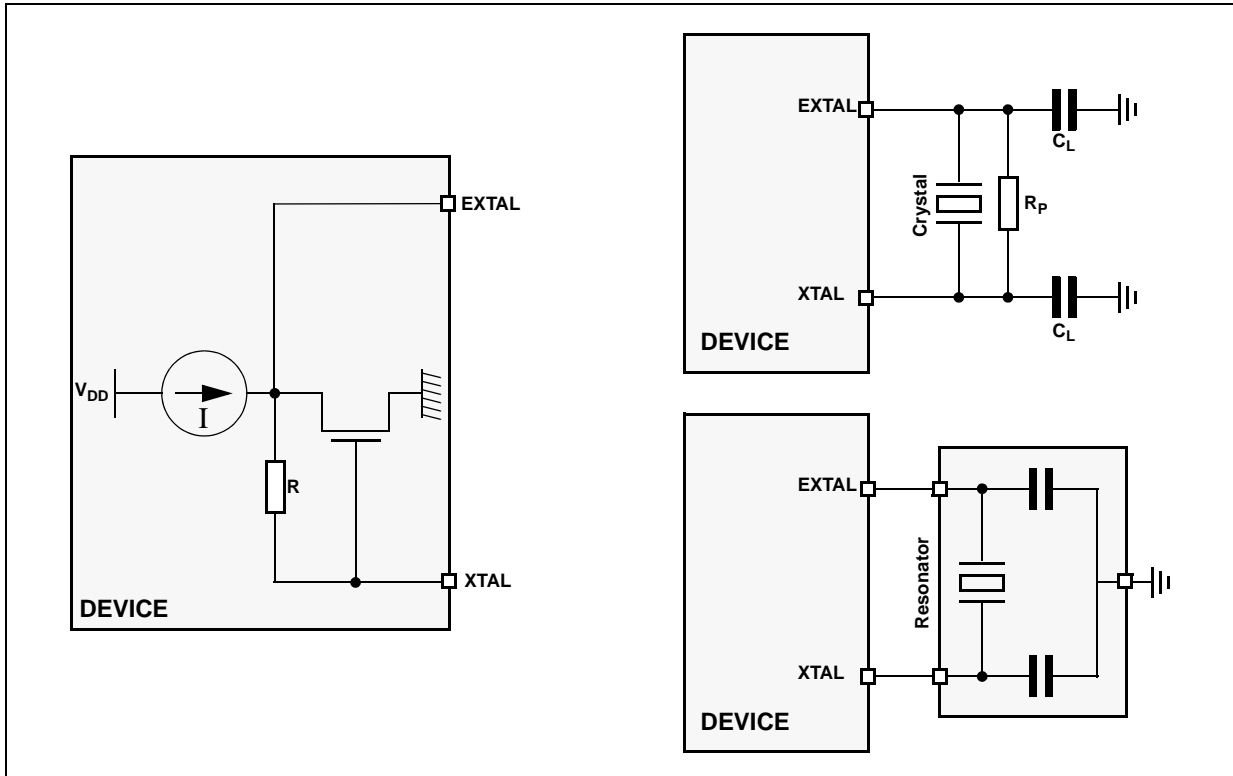 EXTAL
V_DD
I
R
XTAL
DEVICE
EXTAL
C_L
Crystal
R_P
XTAL
C_L
DEVICE
EXTAL
Resonator
XTAL
DEVICE